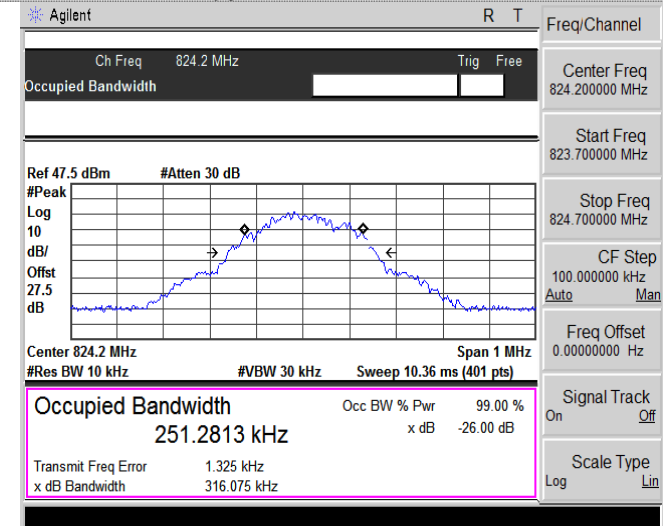 Agilent R T
Freq/Channel
Ch Freq 824.2 MHz Trig Free
Occupied Bandwidth
Center Freq
824.200000 MHz
Start Freq
823.700000 MHz
Stop Freq
824.700000 MHz
CF Step
100.000000 kHz
Auto Man
Freq Offset
0.00000000 Hz
Signal Track
On Off
Scale Type
Log Lin
Ref 47.5 dBm #Atten 30 dB
#Peak
Log
10
dB/
Offst
27.5
dB
Center 824.2 MHz Span 1 MHz
#Res BW 10 kHz #VBW 30 kHz Sweep 10.36 ms (401 pts)
Occupied Bandwidth Occ BW % Pwr 99.00 %
251.2813 kHz x dB -26.00 dB
Transmit Freq Error 1.325 kHz
x dB Bandwidth 316.075 kHz